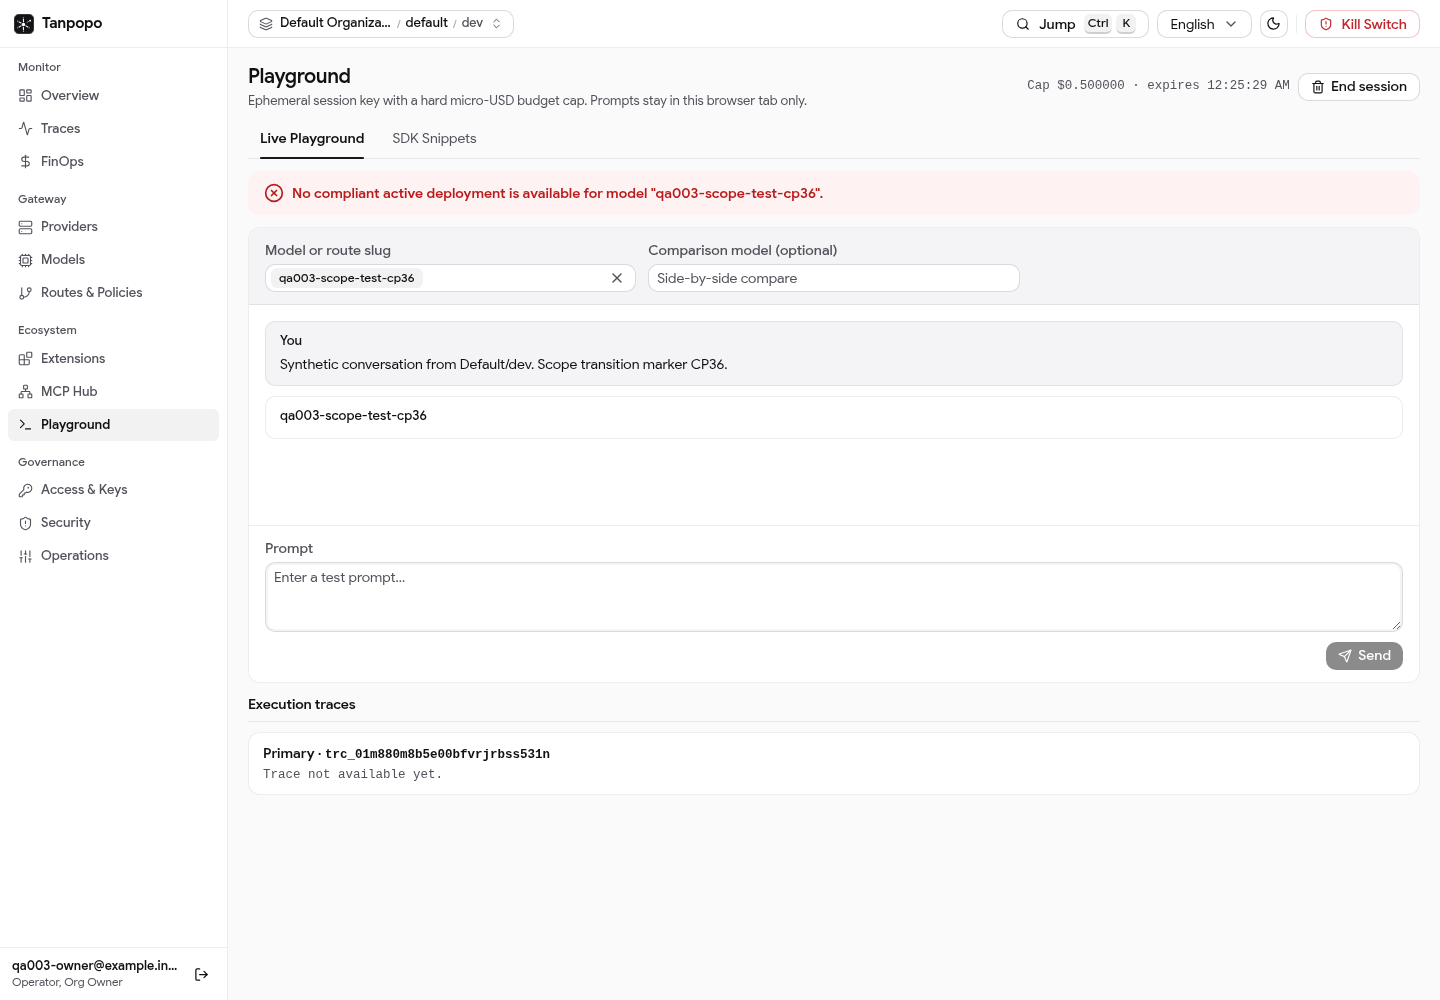 Tanpopo
Default Organiza... / default / dev
Jump Ctrl K
English
Kill Switch
Monitor
Overview
Traces
FinOps
Gateway
Providers
Models
Routes & Policies
Ecosystem
Extensions
MCP Hub
Playground
Governance
Access & Keys
Security
Operations
qa003-owner@example.in...
Operator, Org Owner
Playground
Ephemeral session key with a hard micro-USD budget cap. Prompts stay in this browser tab only.
Cap $0.500000 · expires 12:25:29 AM
End session
Live Playground
SDK Snippets
No compliant active deployment is available for model "qa003-scope-test-cp36".
Model or route slug
qa003-scope-test-cp36
Comparison model (optional)
Side-by-side compare
You
Synthetic conversation from Default/dev. Scope transition marker CP36.
qa003-scope-test-cp36
Prompt
Enter a test prompt...
Send
Execution traces
Primary · trc_01m880m8b5e00bfvrjrbss531n
Trace not available yet.